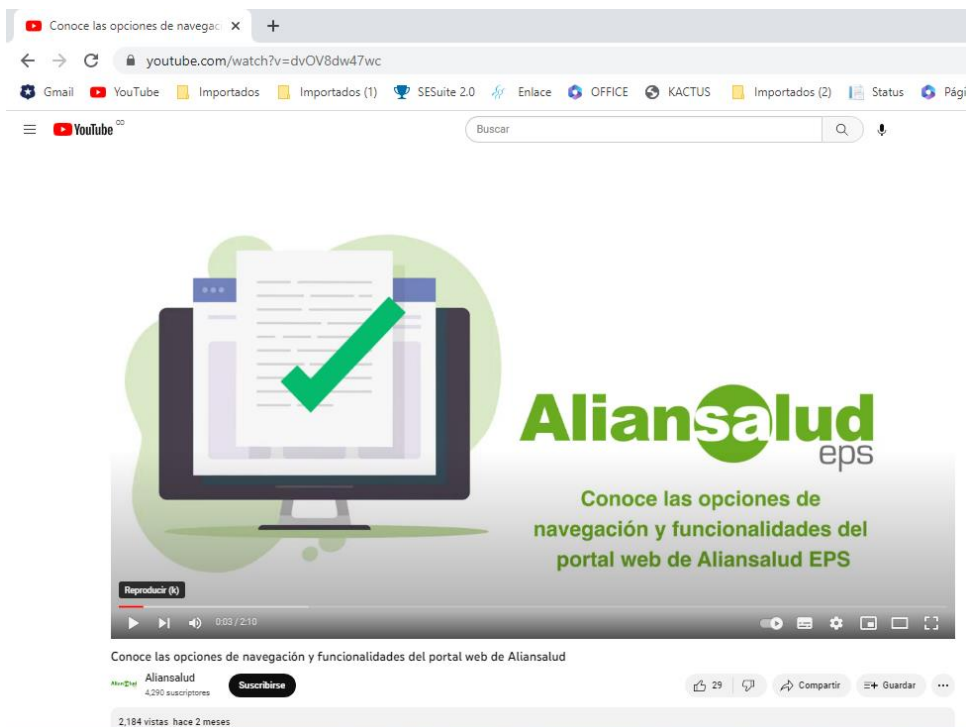 Conoce las opciones de navegaci
youtube.com/watch?v=dvOV8dw47wc
Gmail YouTube Importados Importados (1) SESuite 2.0 Enlace OFFICE KACTUS Importados (2) Status Pági
YouTube CO
Buscar
Aliansalud
eps
Conoce las opciones de
navegación y funcionalidades del
portal web de Aliansalud EPS
Reproducir (k)
0:03 / 2:10
Conoce las opciones de navegación y funcionalidades del portal web de Aliansalud
Aliansalud
4,290 suscriptores
Suscribirse
29 Compartir Guardar
2,184 vistas hace 2 meses